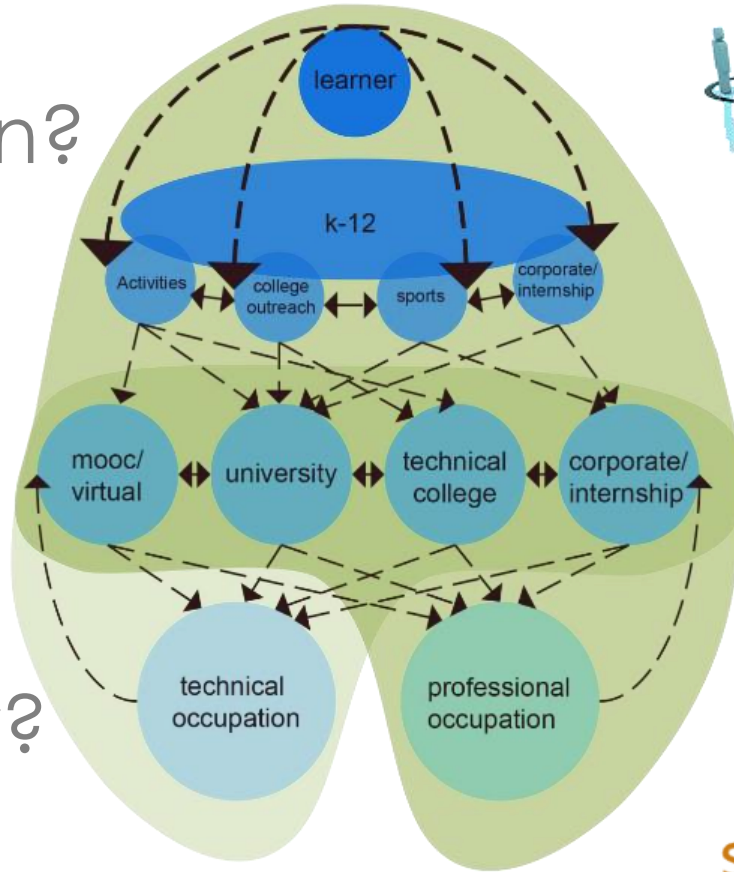 learner
n?
k-12
Activities
college
outreach
sports
corporate/
internship
mooc/
virtual
university
technical
college
corporate/
internship
technical
occupation
professional
occupation
?
S